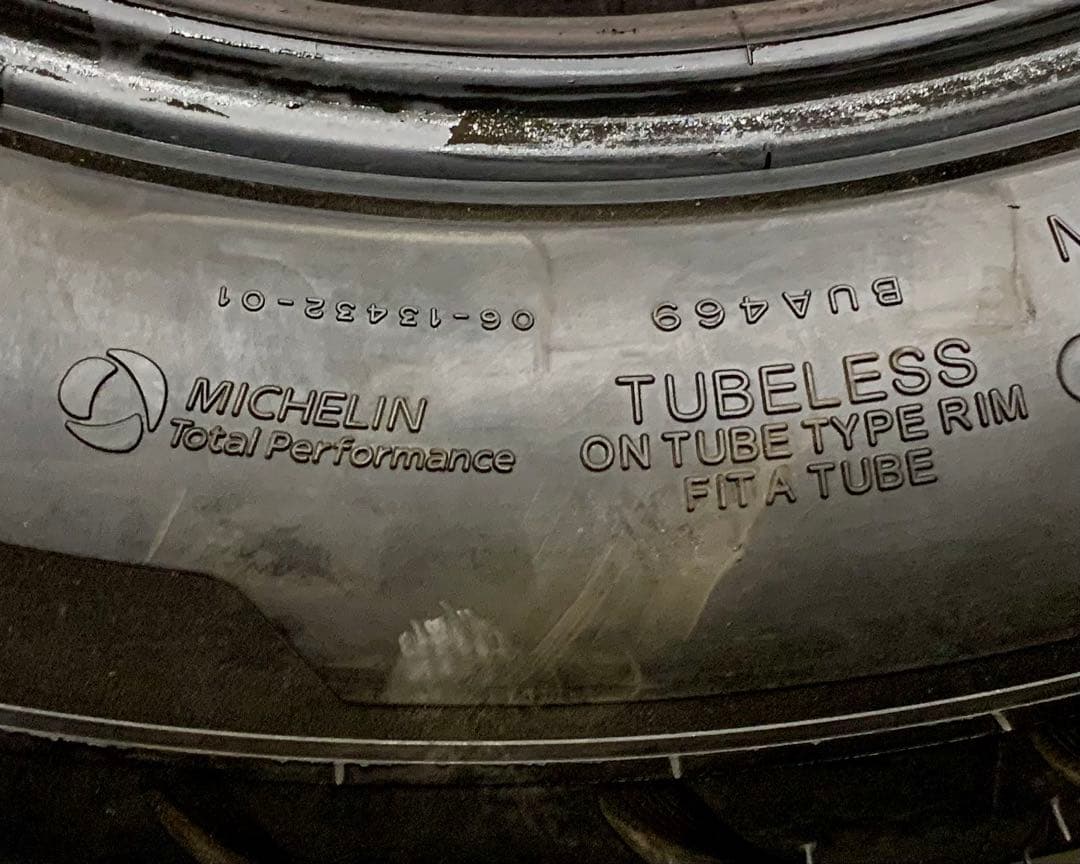 06-13432-01
BUA469
MICHELIN
Total Performance
TUBELESS
ON TUBE TYPE RIM
FIT A TUBE